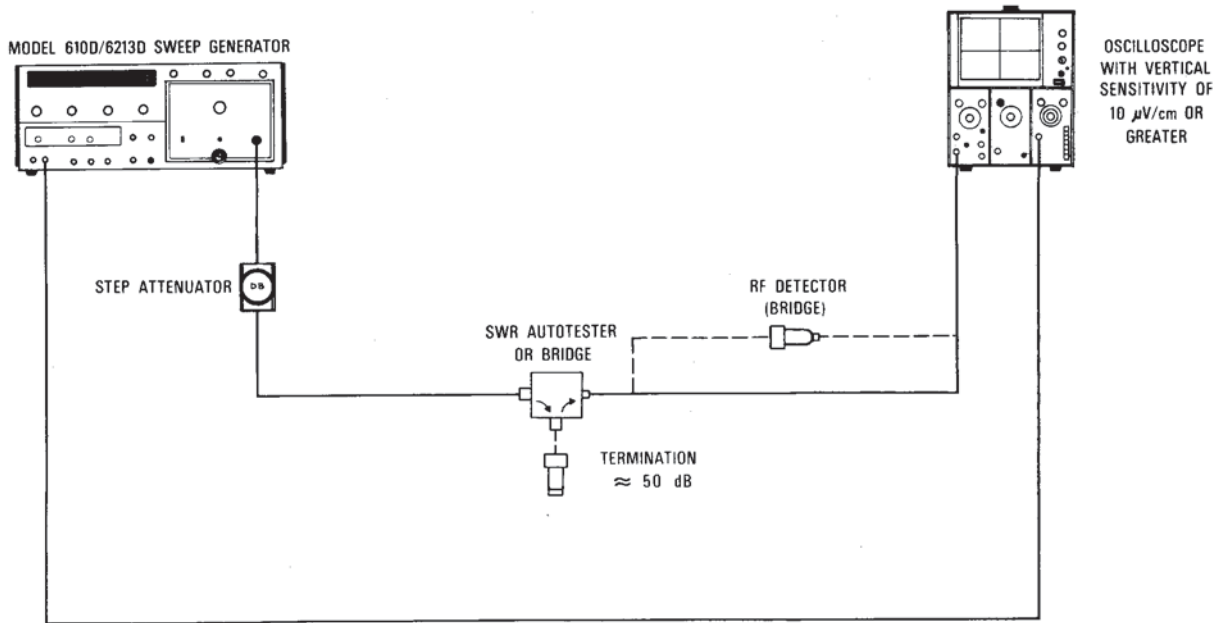 MODEL 610D/6213D SWEEP GENERATOR
OSCILLOSCOPE
WITH VERTICAL
SENSITIVITY OF
10 µV/cm OR
GREATER
STEP ATTENUATOR
DB
RF DETECTOR
(BRIDGE)
SWR AUTOTESTER
OR BRIDGE
TERMINATION
≈ 50 dB